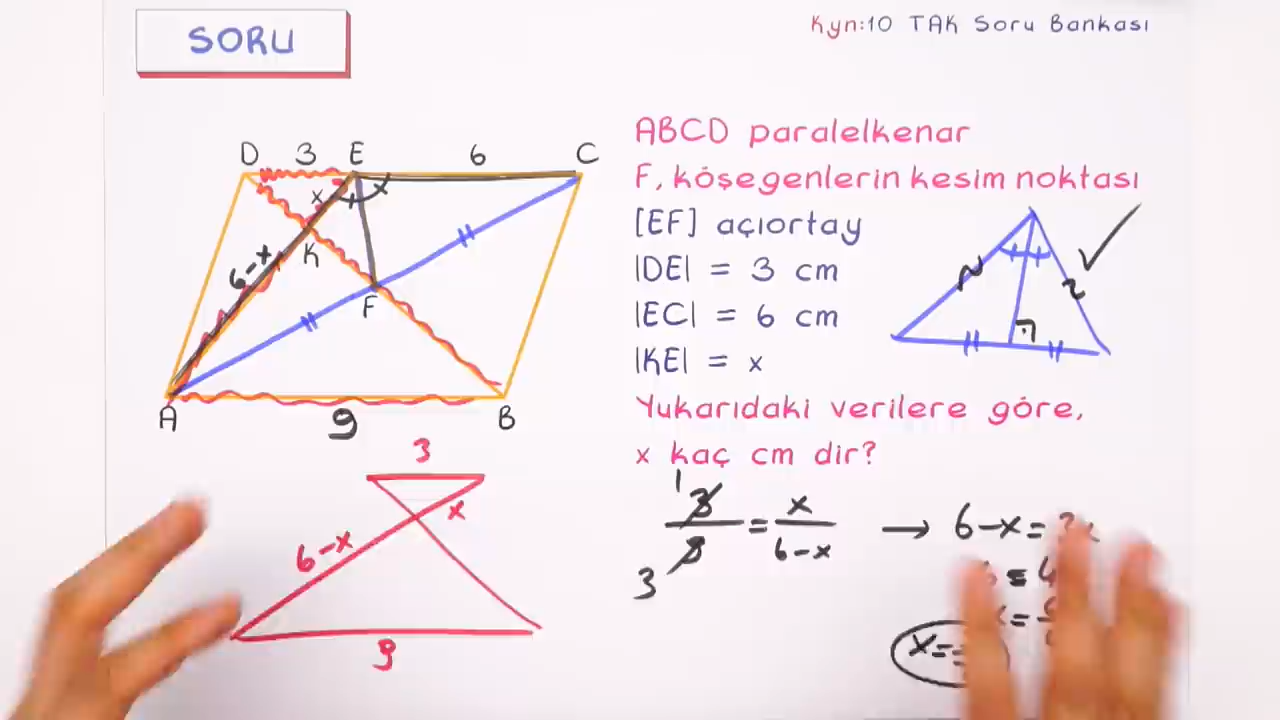 SORU
Kyn:10 TAK Soru Bankası
ABCD paralelkenar
F, köşegenlerin kesim noktası
[EF] açıortay
|DE| = 3 cm
|EC| = 6 cm
|KE| = x
Yukarıdaki verilere göre,
x kaç cm dir?
D 3 E 6 C
x
K
6-x
F
A 9 B
3
x
6-x
9
1
3/9 = x/6-x → 6-x =
3
x=